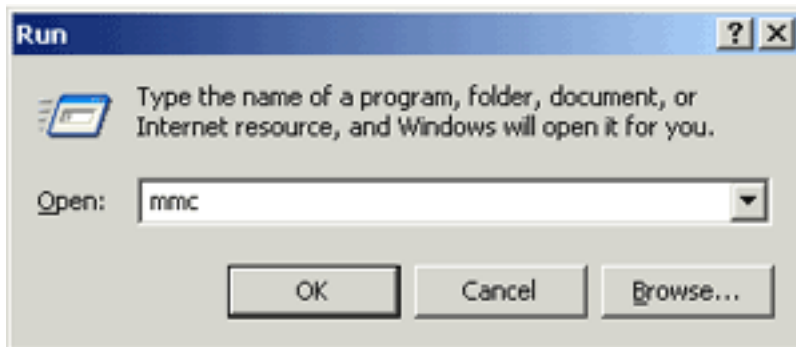 Run
Type the name of a program, folder, document, or
Internet resource, and Windows will open it for you.
Open: mmc
OK Cancel Browse...